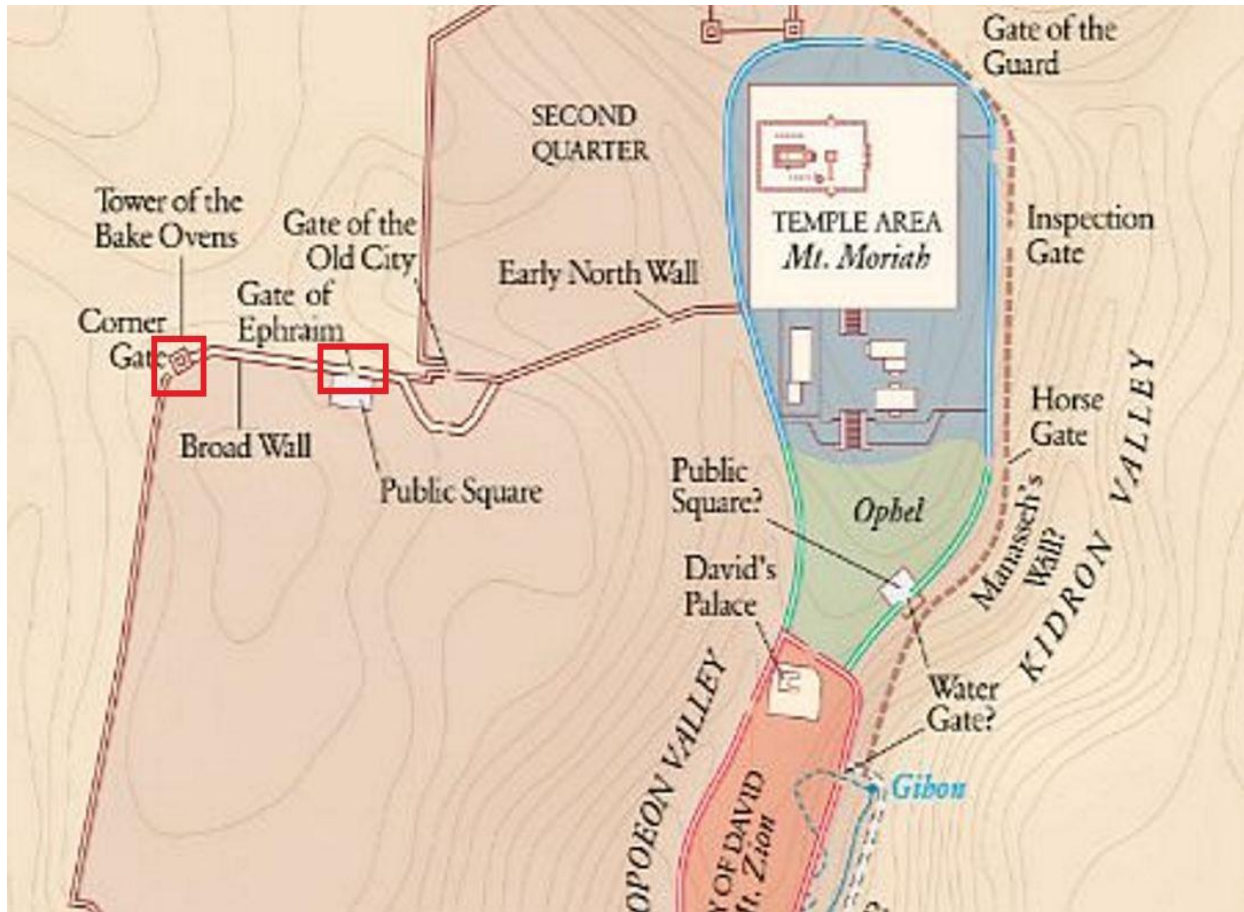 Gate of the
Guard
SECOND
QUARTER
Tower of the
Bake Ovens
Gate of the
Old City
TEMPLE AREA
Mt. Moriah
Inspection
Gate
Early North Wall
Gate of
Ephraim
Corner
Gate
Horse
Gate
Broad Wall
Public Square
Public
Square?
Ophel
Manasseh's
Wall?
KIDRON VALLEY
David's
Palace
Water
Gate?
OPOEON VALLEY
Gihon
Y OF DAVID
Mt. Zion